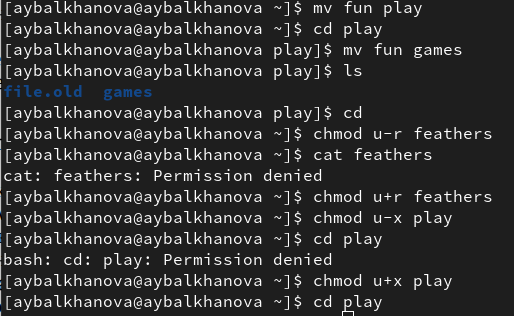 [aybalkhanova@aybalkhanova ~]$ mv fun play
[aybalkhanova@aybalkhanova ~]$ cd play
[aybalkhanova@aybalkhanova play]$ mv fun games
[aybalkhanova@aybalkhanova play]$ ls
file.old  games
[aybalkhanova@aybalkhanova play]$ cd
[aybalkhanova@aybalkhanova ~]$ chmod u-r feathers
[aybalkhanova@aybalkhanova ~]$ cat feathers
cat: feathers: Permission denied
[aybalkhanova@aybalkhanova ~]$ chmod u+r feathers
[aybalkhanova@aybalkhanova ~]$ chmod u-x play
[aybalkhanova@aybalkhanova ~]$ cd play
bash: cd: play: Permission denied
[aybalkhanova@aybalkhanova ~]$ chmod u+x play
[aybalkhanova@aybalkhanova ~]$ cd play